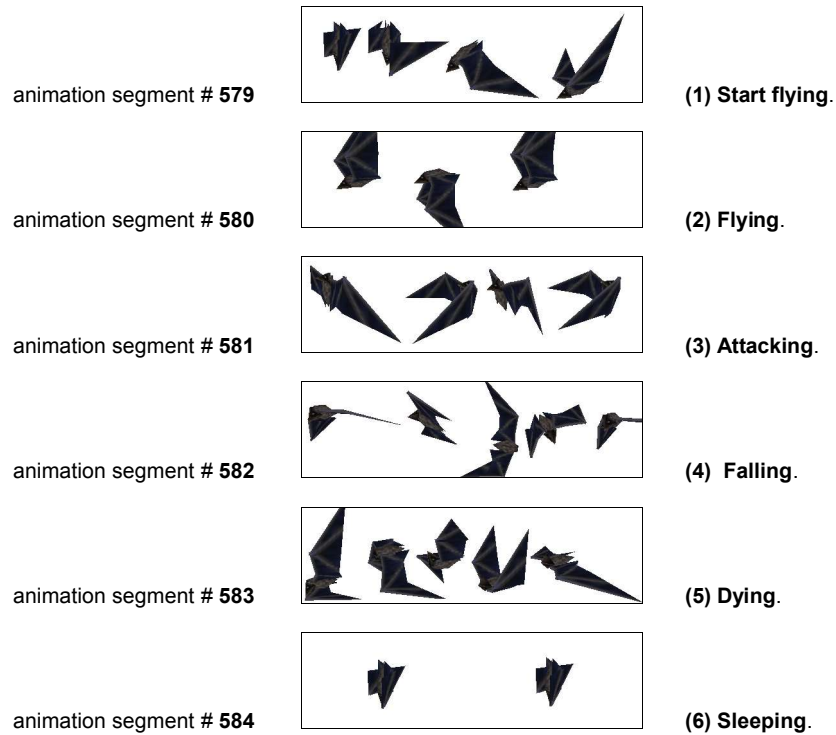 animation segment # 579 (1) Start flying.
animation segment # 580 (2) Flying.
animation segment # 581 (3) Attacking.
animation segment # 582 (4) Falling.
animation segment # 583 (5) Dying.
animation segment # 584 (6) Sleeping.